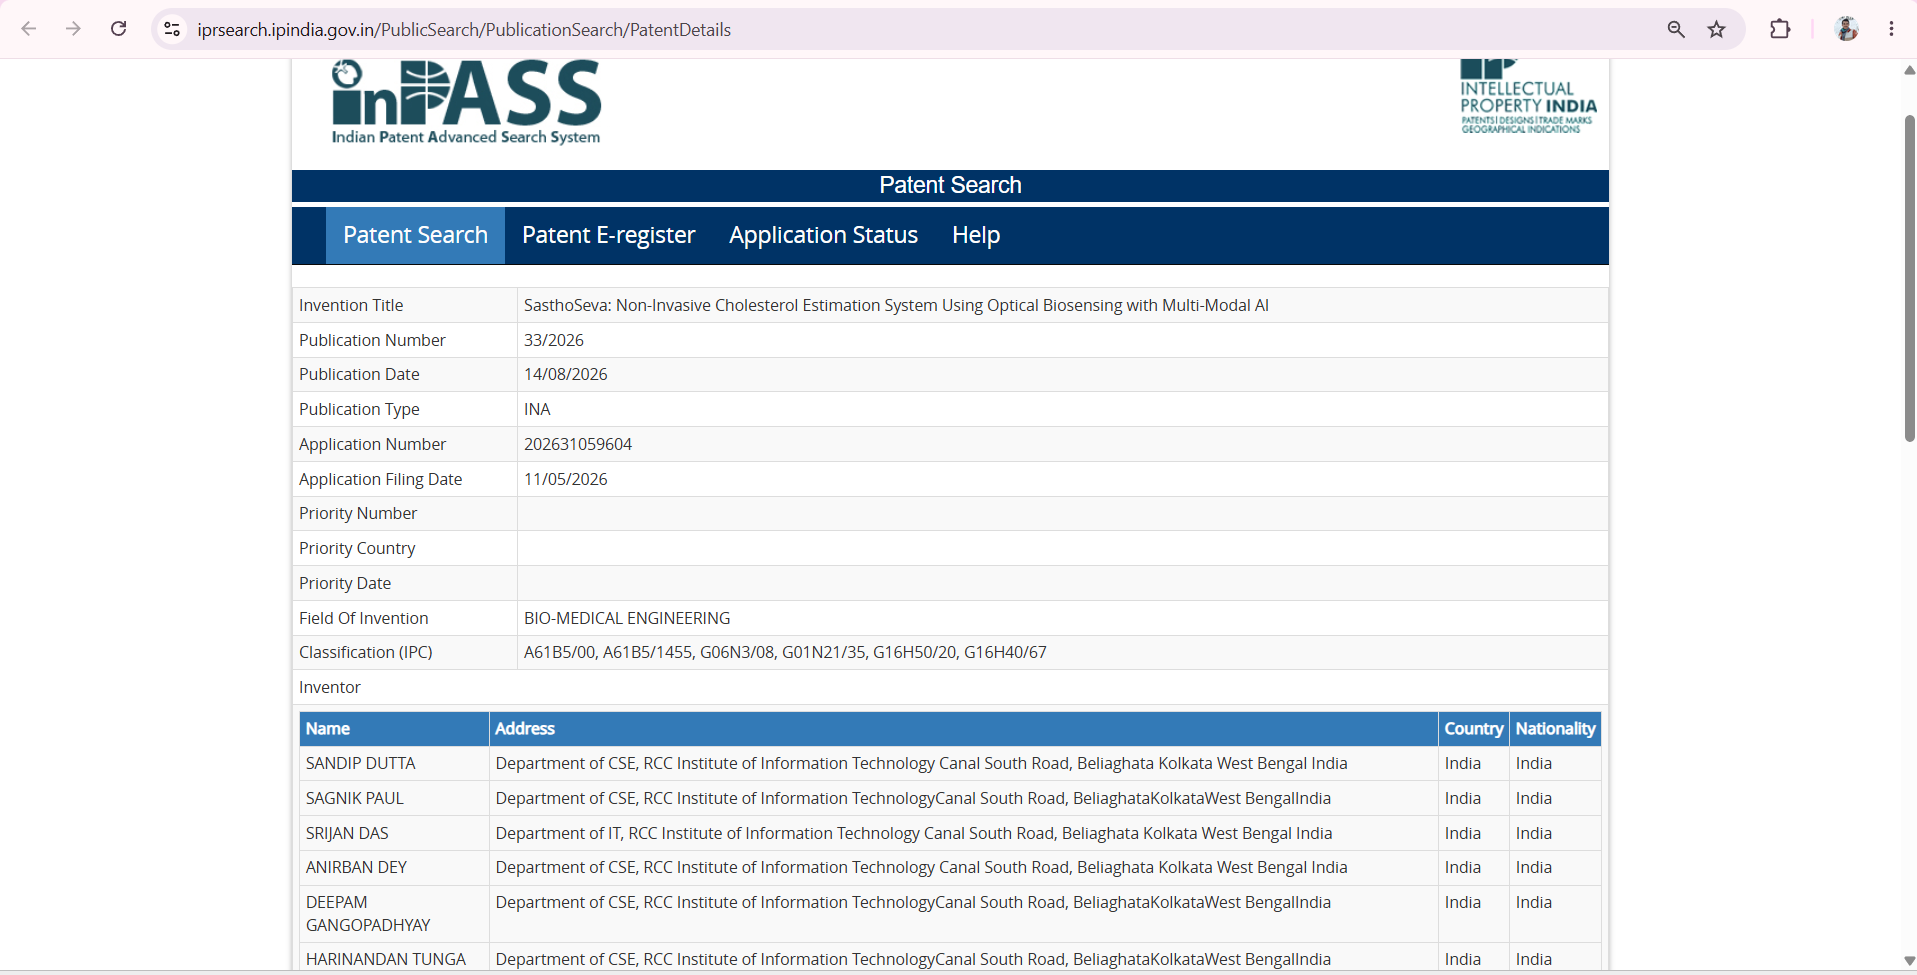 iprsearch.ipindia.gov.in/PublicSearch/PublicationSearch/PatentDetails
inPASS
Indian Patent Advanced Search System
IP
INTELLECTUAL
PROPERTY INDIA
PATENTS | DESIGNS | TRADE MARKS
GEOGRAPHICAL INDICATIONS
Patent Search
Patent Search Patent E-register Application Status Help
Invention Title SasthoSeva: Non-Invasive Cholesterol Estimation System Using Optical Biosensing with Multi-Modal AI
Publication Number 33/2026
Publication Date 14/08/2026
Publication Type INA
Application Number 202631059604
Application Filing Date 11/05/2026
Priority Number
Priority Country
Priority Date
Field Of Invention BIO-MEDICAL ENGINEERING
Classification (IPC) A61B5/00, A61B5/1455, G06N3/08, G01N21/35, G16H50/20, G16H40/67
Inventor
Name Address Country Nationality
SANDIP DUTTA Department of CSE, RCC Institute of Information Technology Canal South Road, Beliaghata Kolkata West Bengal India India India
SAGNIK PAUL Department of CSE, RCC Institute of Information TechnologyCanal South Road, BeliaghataKolkataWest BengalIndia India India
SRIJAN DAS Department of IT, RCC Institute of Information Technology Canal South Road, Beliaghata Kolkata West Bengal India India India
ANIRBAN DEY Department of CSE, RCC Institute of Information Technology Canal South Road, Beliaghata Kolkata West Bengal India India India
DEEPAM GANGOPADHYAY Department of CSE, RCC Institute of Information TechnologyCanal South Road, BeliaghataKolkataWest BengalIndia India India
HARINANDAN TUNGA Department of CSE, RCC Institute of Information TechnologyCanal South Road, BeliaghataKolkataWest BengalIndia India India